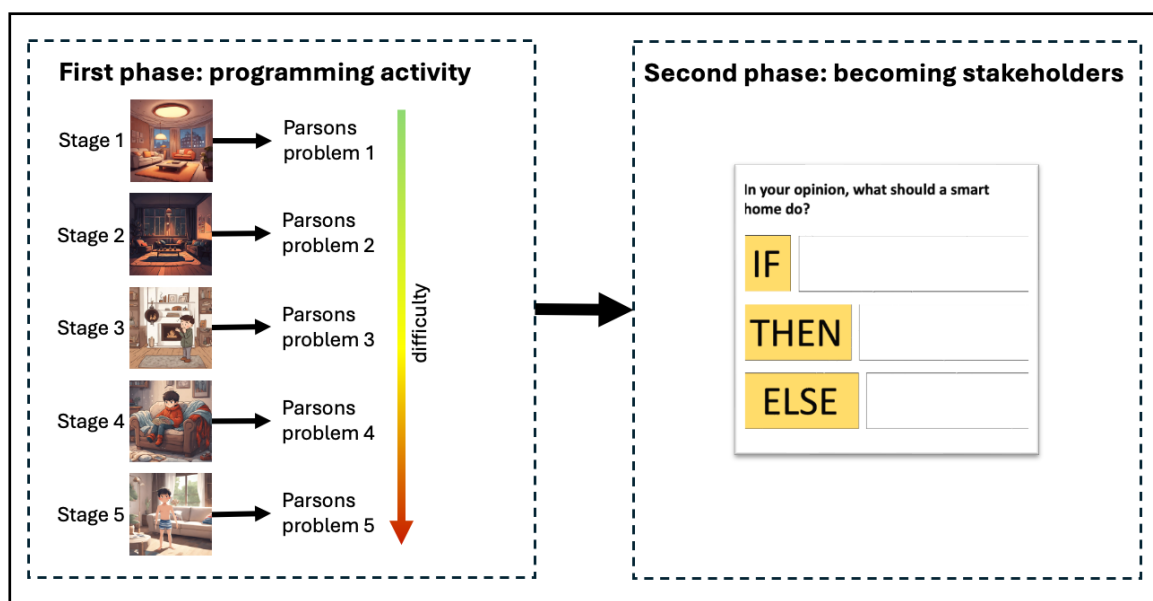 First phase: programming activity
Stage 1
Parsons
problem 1
Stage 2
Parsons
problem 2
Stage 3
Parsons
problem 3
Stage 4
Parsons
problem 4
Stage 5
Parsons
problem 5
difficulty
Second phase: becoming stakeholders
In your opinion, what should a smart
home do?
IF
THEN
ELSE